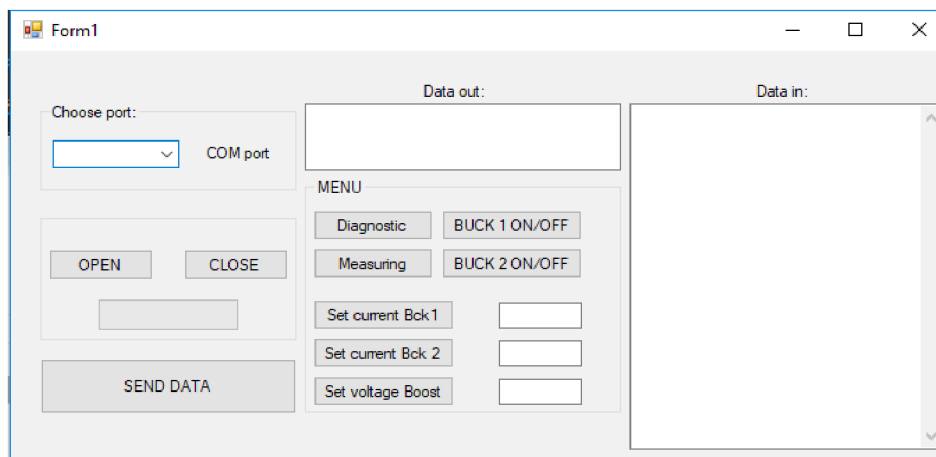 Form1
Choose port:
COM port
OPEN
CLOSE
SEND DATA
Data out:
MENU
Diagnostic
BUCK 1 ON/OFF
Measuring
BUCK 2 ON/OFF
Set current Bck1
Set current Bck 2
Set voltage Boost
Data in: